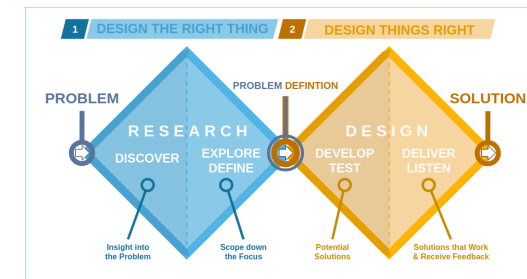 1 DESIGN THE RIGHT THING
2 DESIGN THINGS RIGHT
PROBLEM
PROBLEM DEFINTION
SOLUTION
RESEARCH
DISCOVER
EXPLORE
DEFINE
DESIGN
DEVELOP
TEST
DELIVER
LISTEN
Insight into
the Problem
Scope down
the Focus
Potential
Solutions
Solutions that Work
& Receive Feedback